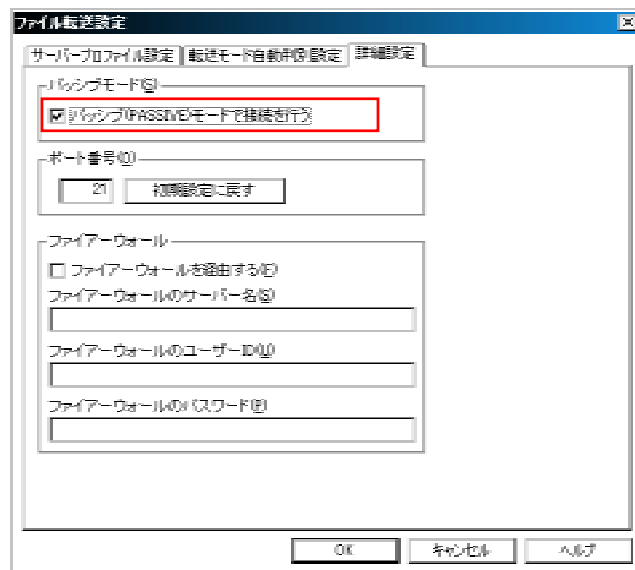 ファイル転送設定
サーバープロファイル設定 転送モード自動判別設定 詳細設定
パッシブモード(S)
パッシブ(PASSIVE)モードで接続を行う
ポート番号(O)
21 初期設定に戻す
ファイアーウォール
ファイアーウォールを経由する(F)
ファイアーウォールのサーバー名(S)
ファイアーウォールのユーザーID(U)
ファイアーウォールのパスワード(P)
OK キャンセル ヘルプ